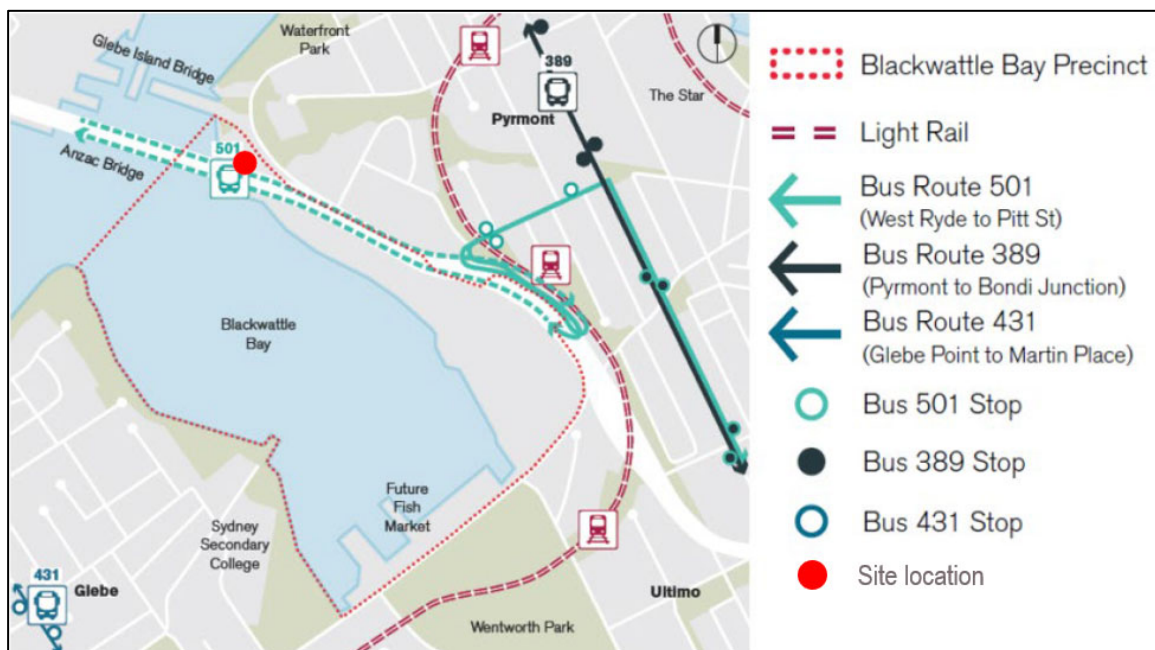 Glebe Island Bridge
Waterfront
Park
389
The Star
Pyrmont
Anzac Bridge
501
Blackwattle
Bay
Future
Fish
Market
Sydney
Secondary
College
431
Glebe
Ultimo
Wentworth Park
Blackwattle Bay Precinct
Light Rail
Bus Route 501
(West Ryde to Pitt St)
Bus Route 389
(Pyrmont to Bondi Junction)
Bus Route 431
(Glebe Point to Martin Place)
Bus 501 Stop
Bus 389 Stop
Bus 431 Stop
Site location